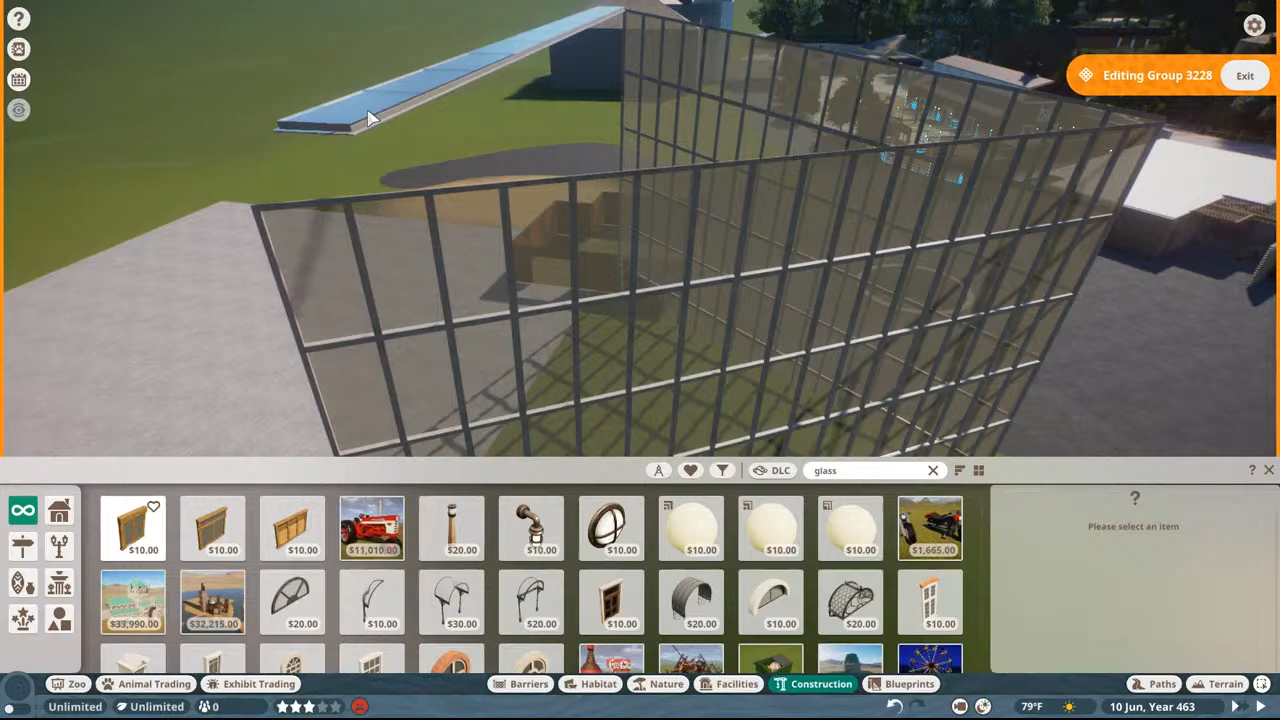 Editing Group 3228
Exit
DLC
glass
$10.00
$10.00
$10.00
$11,010.00
$20.00
$10.00
$10.00
$10.00
$10.00
$10.00
$1,665.00
$33,990.00
$32,215.00
$20.00
$10.00
$30.00
$20.00
$10.00
$20.00
$10.00
$20.00
$10.00
?
Please select an item
Zoo
Animal Trading
Exhibit Trading
Barriers
Habitat
Nature
Facilities
Construction
Blueprints
Paths
Terrain
Unlimited
Unlimited
0
79°F
10 Jun, Year 463